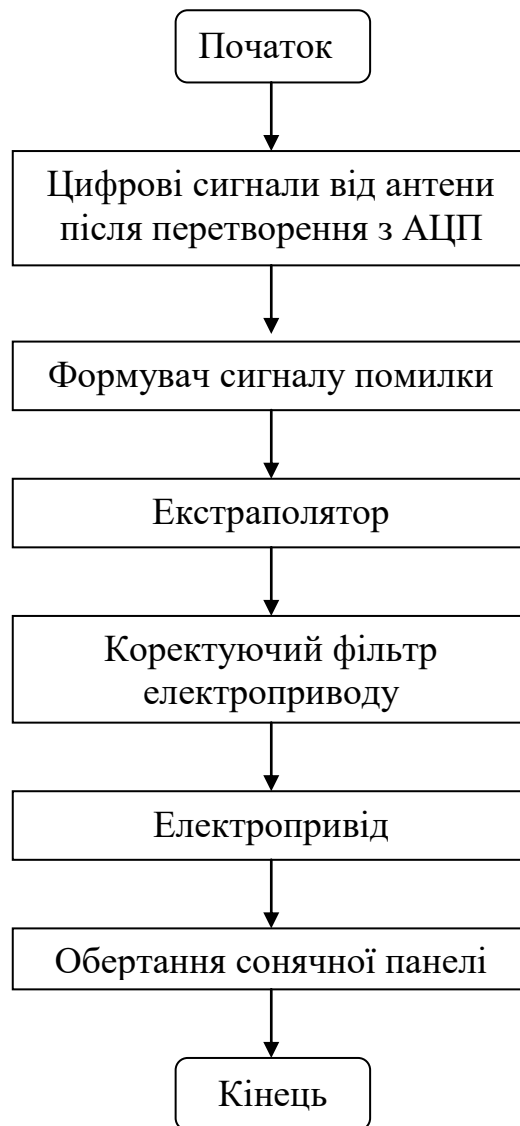 Початок
Цифрові сигнали від антени
після перетворення з АЦП
Формувач сигналу помилки
Екстраполятор
Коректуючий фільтр
електроприводу
Електропривід
Обертання сонячної панелі
Кінець